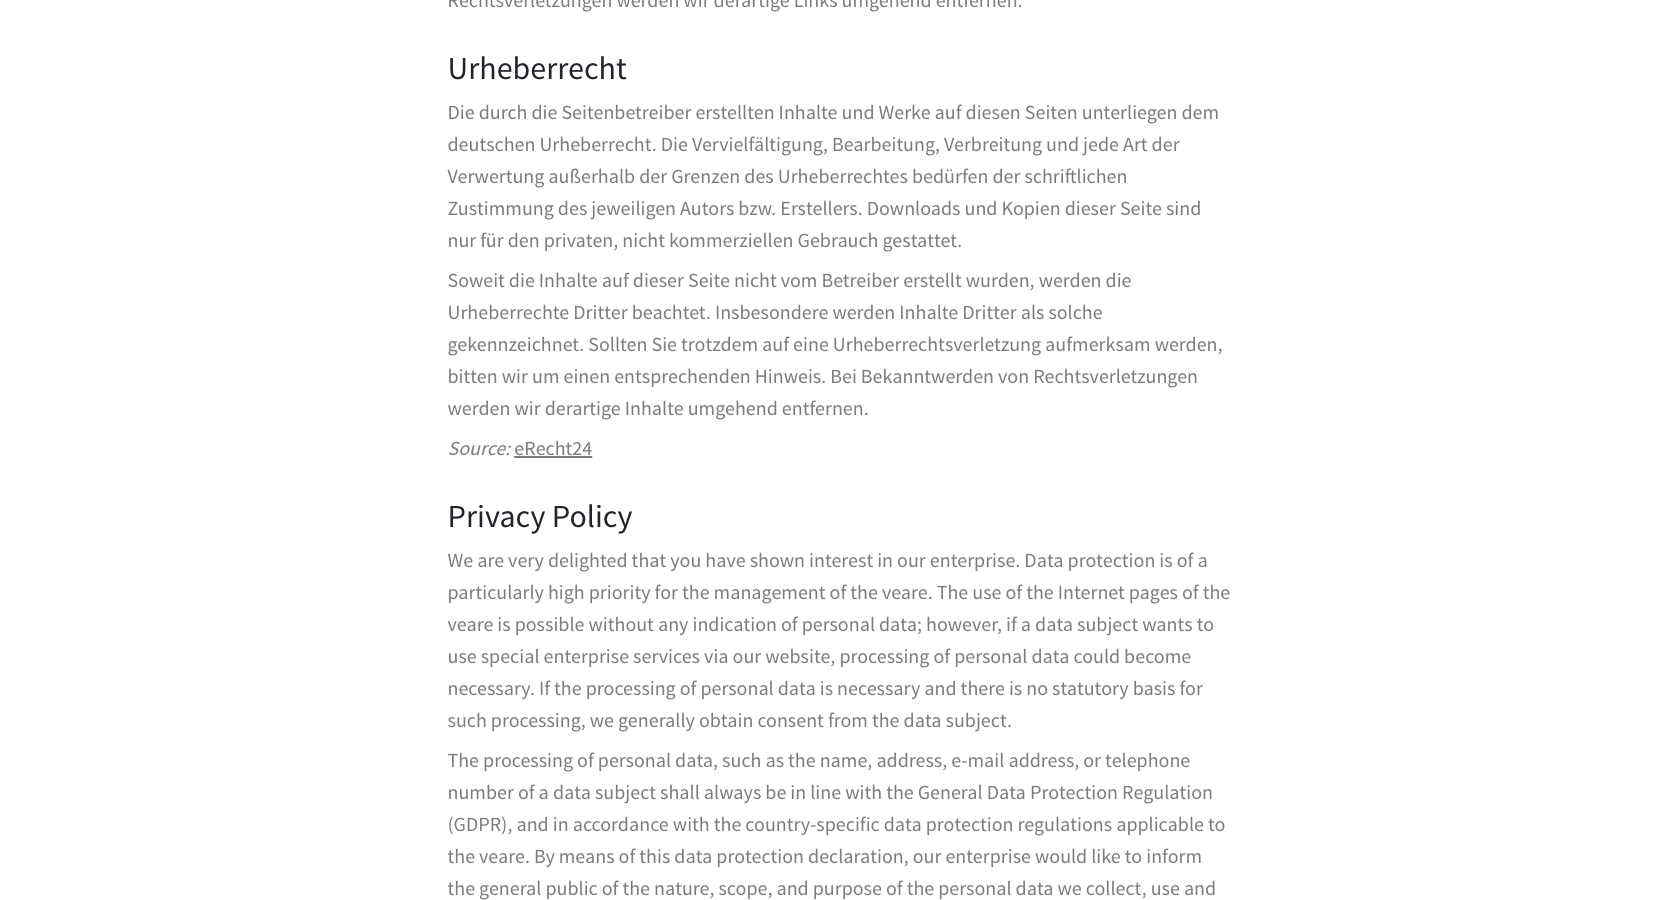 Rechtsverletzungen werden wir derartige Links umgehend entfernen.
Urheberrecht
Die durch die Seitenbetreiber erstellten Inhalte und Werke auf diesen Seiten unterliegen dem
deutschen Urheberrecht. Die Vervielfältigung, Bearbeitung, Verbreitung und jede Art der
Verwertung außerhalb der Grenzen des Urheberrechtes bedürfen der schriftlichen
Zustimmung des jeweiligen Autors bzw. Erstellers. Downloads und Kopien dieser Seite sind
nur für den privaten, nicht kommerziellen Gebrauch gestattet.
Soweit die Inhalte auf dieser Seite nicht vom Betreiber erstellt wurden, werden die
Urheberrechte Dritter beachtet. Insbesondere werden Inhalte Dritter als solche
gekennzeichnet. Sollten Sie trotzdem auf eine Urheberrechtsverletzung aufmerksam werden,
bitten wir um einen entsprechenden Hinweis. Bei Bekanntwerden von Rechtsverletzungen
werden wir derartige Inhalte umgehend entfernen.
Source: eRecht24
Privacy Policy
We are very delighted that you have shown interest in our enterprise. Data protection is of a
particularly high priority for the management of the veare. The use of the Internet pages of the
veare is possible without any indication of personal data; however, if a data subject wants to
use special enterprise services via our website, processing of personal data could become
necessary. If the processing of personal data is necessary and there is no statutory basis for
such processing, we generally obtain consent from the data subject.
The processing of personal data, such as the name, address, e-mail address, or telephone
number of a data subject shall always be in line with the General Data Protection Regulation
(GDPR), and in accordance with the country-specific data protection regulations applicable to
the veare. By means of this data protection declaration, our enterprise would like to inform
the general public of the nature, scope, and purpose of the personal data we collect, use and